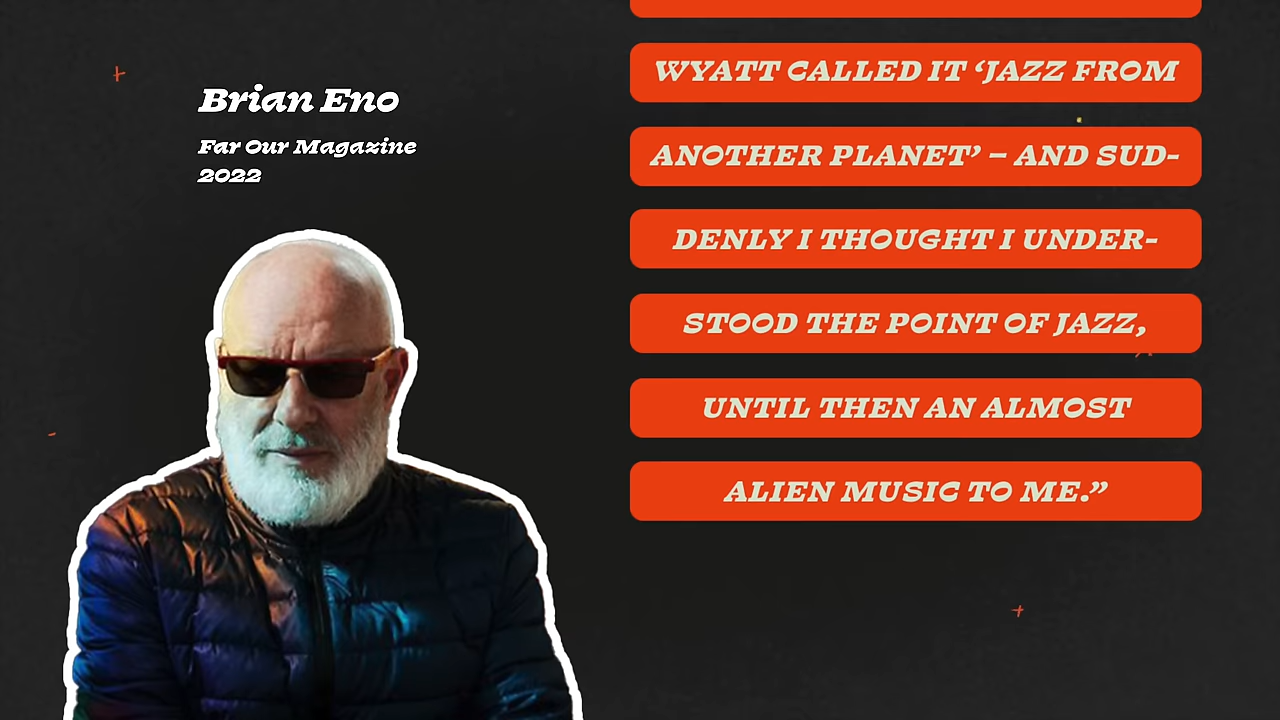 Brian Eno
Far Our Magazine
2022
WYATT CALLED IT ‘JAZZ FROM
ANOTHER PLANET’ – AND SUD-
DENLY I THOUGHT I UNDER-
STOOD THE POINT OF JAZZ,
UNTIL THEN AN ALMOST
ALIEN MUSIC TO ME.”